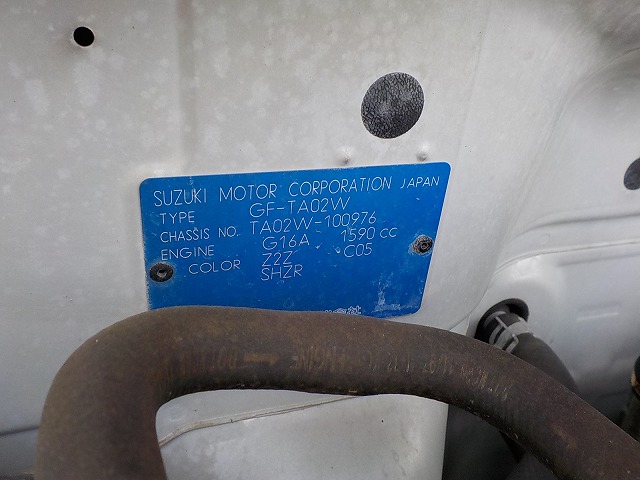 SUZUKI MOTOR CORPORATION JAPAN
TYPE GF-TA02W
CHASSIS NO. TA02W-100976
ENGINE G16A 1590 CC
COLOR Z2Z C05
SHZR